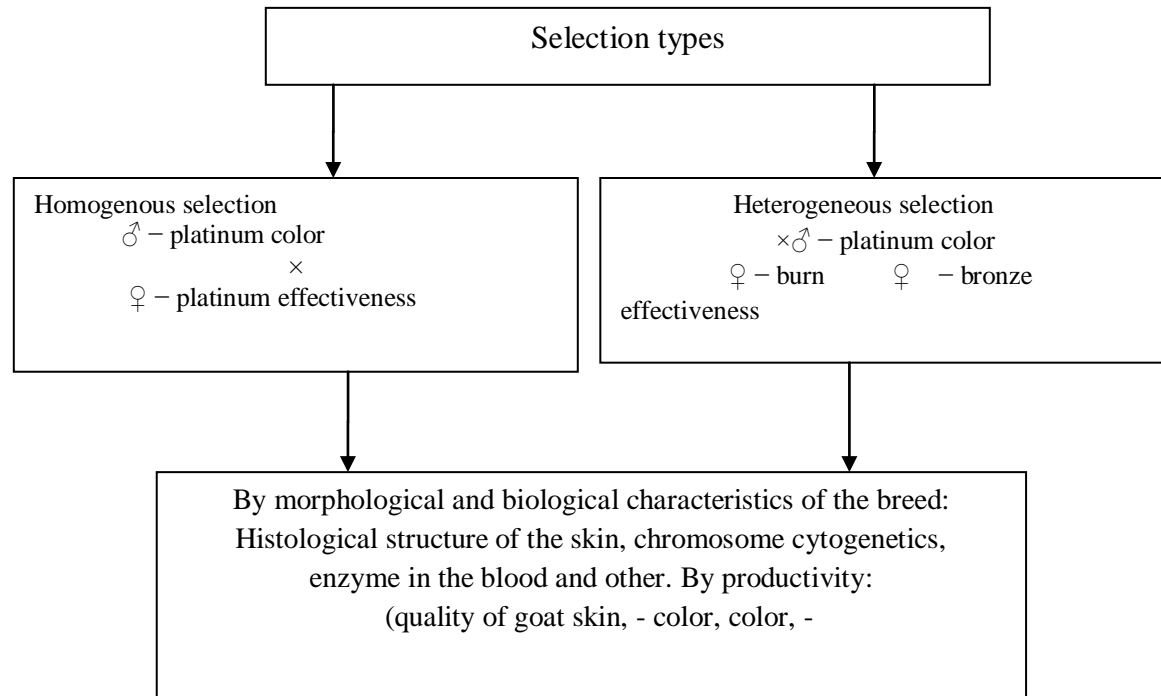 Selection types
Homogenous selection
♂ – platinum color
×
♀ – platinum effectiveness
Heterogeneous selection
×♂ – platinum color
♀ – burn ♀ – bronze
effectiveness
By morphological and biological characteristics of the breed:
Histological structure of the skin, chromosome cytogenetics,
enzyme in the blood and other. By productivity:
(quality of goat skin, - color, color, -